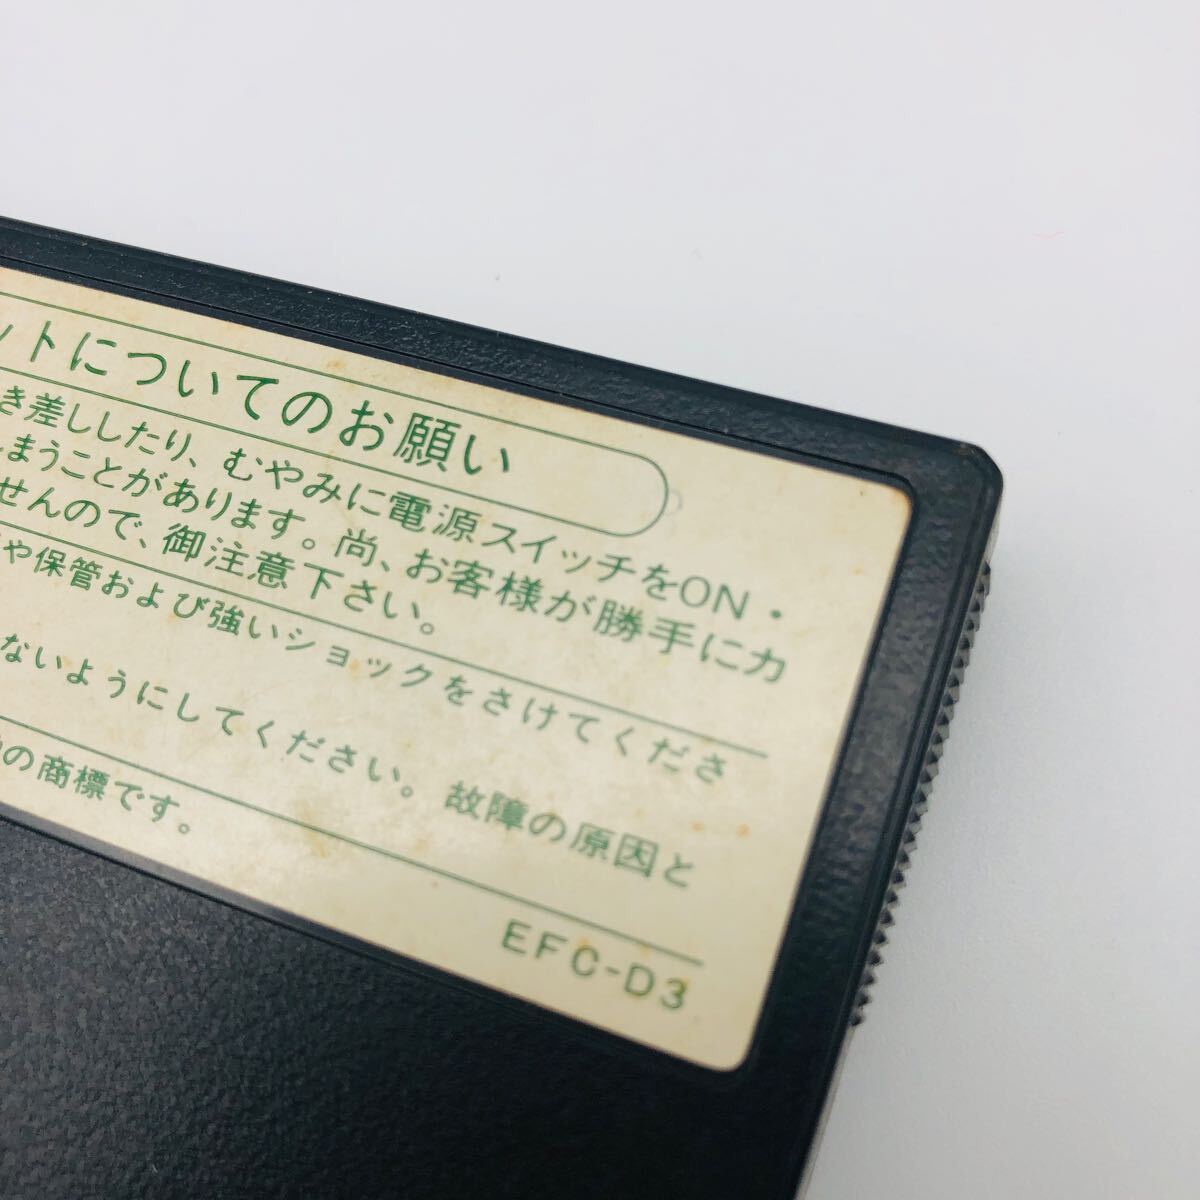 ットについてのお願い
き差ししたり、むやみに電源スイッチをON・
まうことがあります。尚、お客様が勝手にカ
せんので、御注意下さい。
や保管および強いショックをさけてくださ
ないようにしてください。故障の原因と
の商標です。
EFC-D3